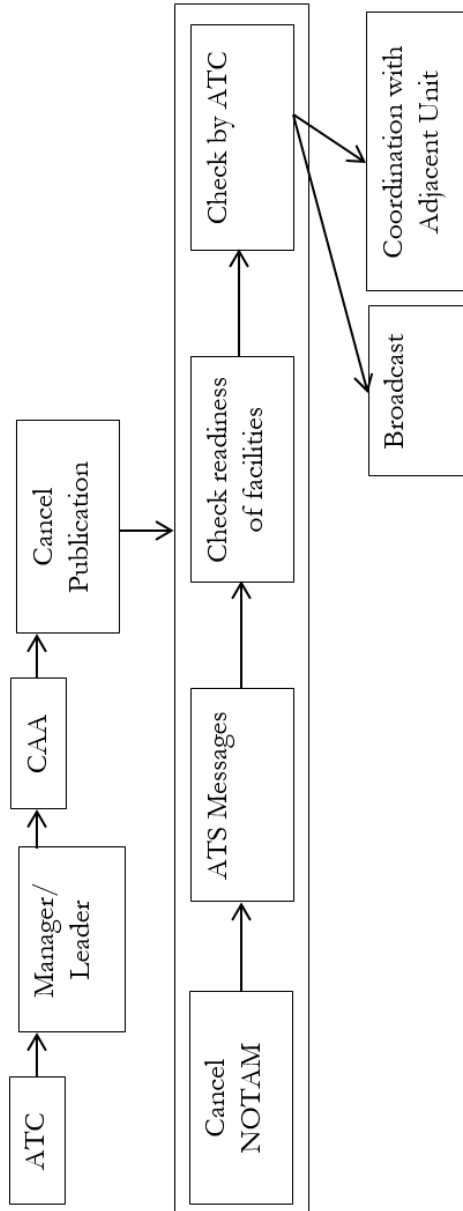 ATC
Manager/
Leader
CAA
Cancel
Publication
Cancel
NOTAM
ATS Messages
Check readiness
of facilities
Check by ATC
Broadcast
Coordination with
Adjacent Unit